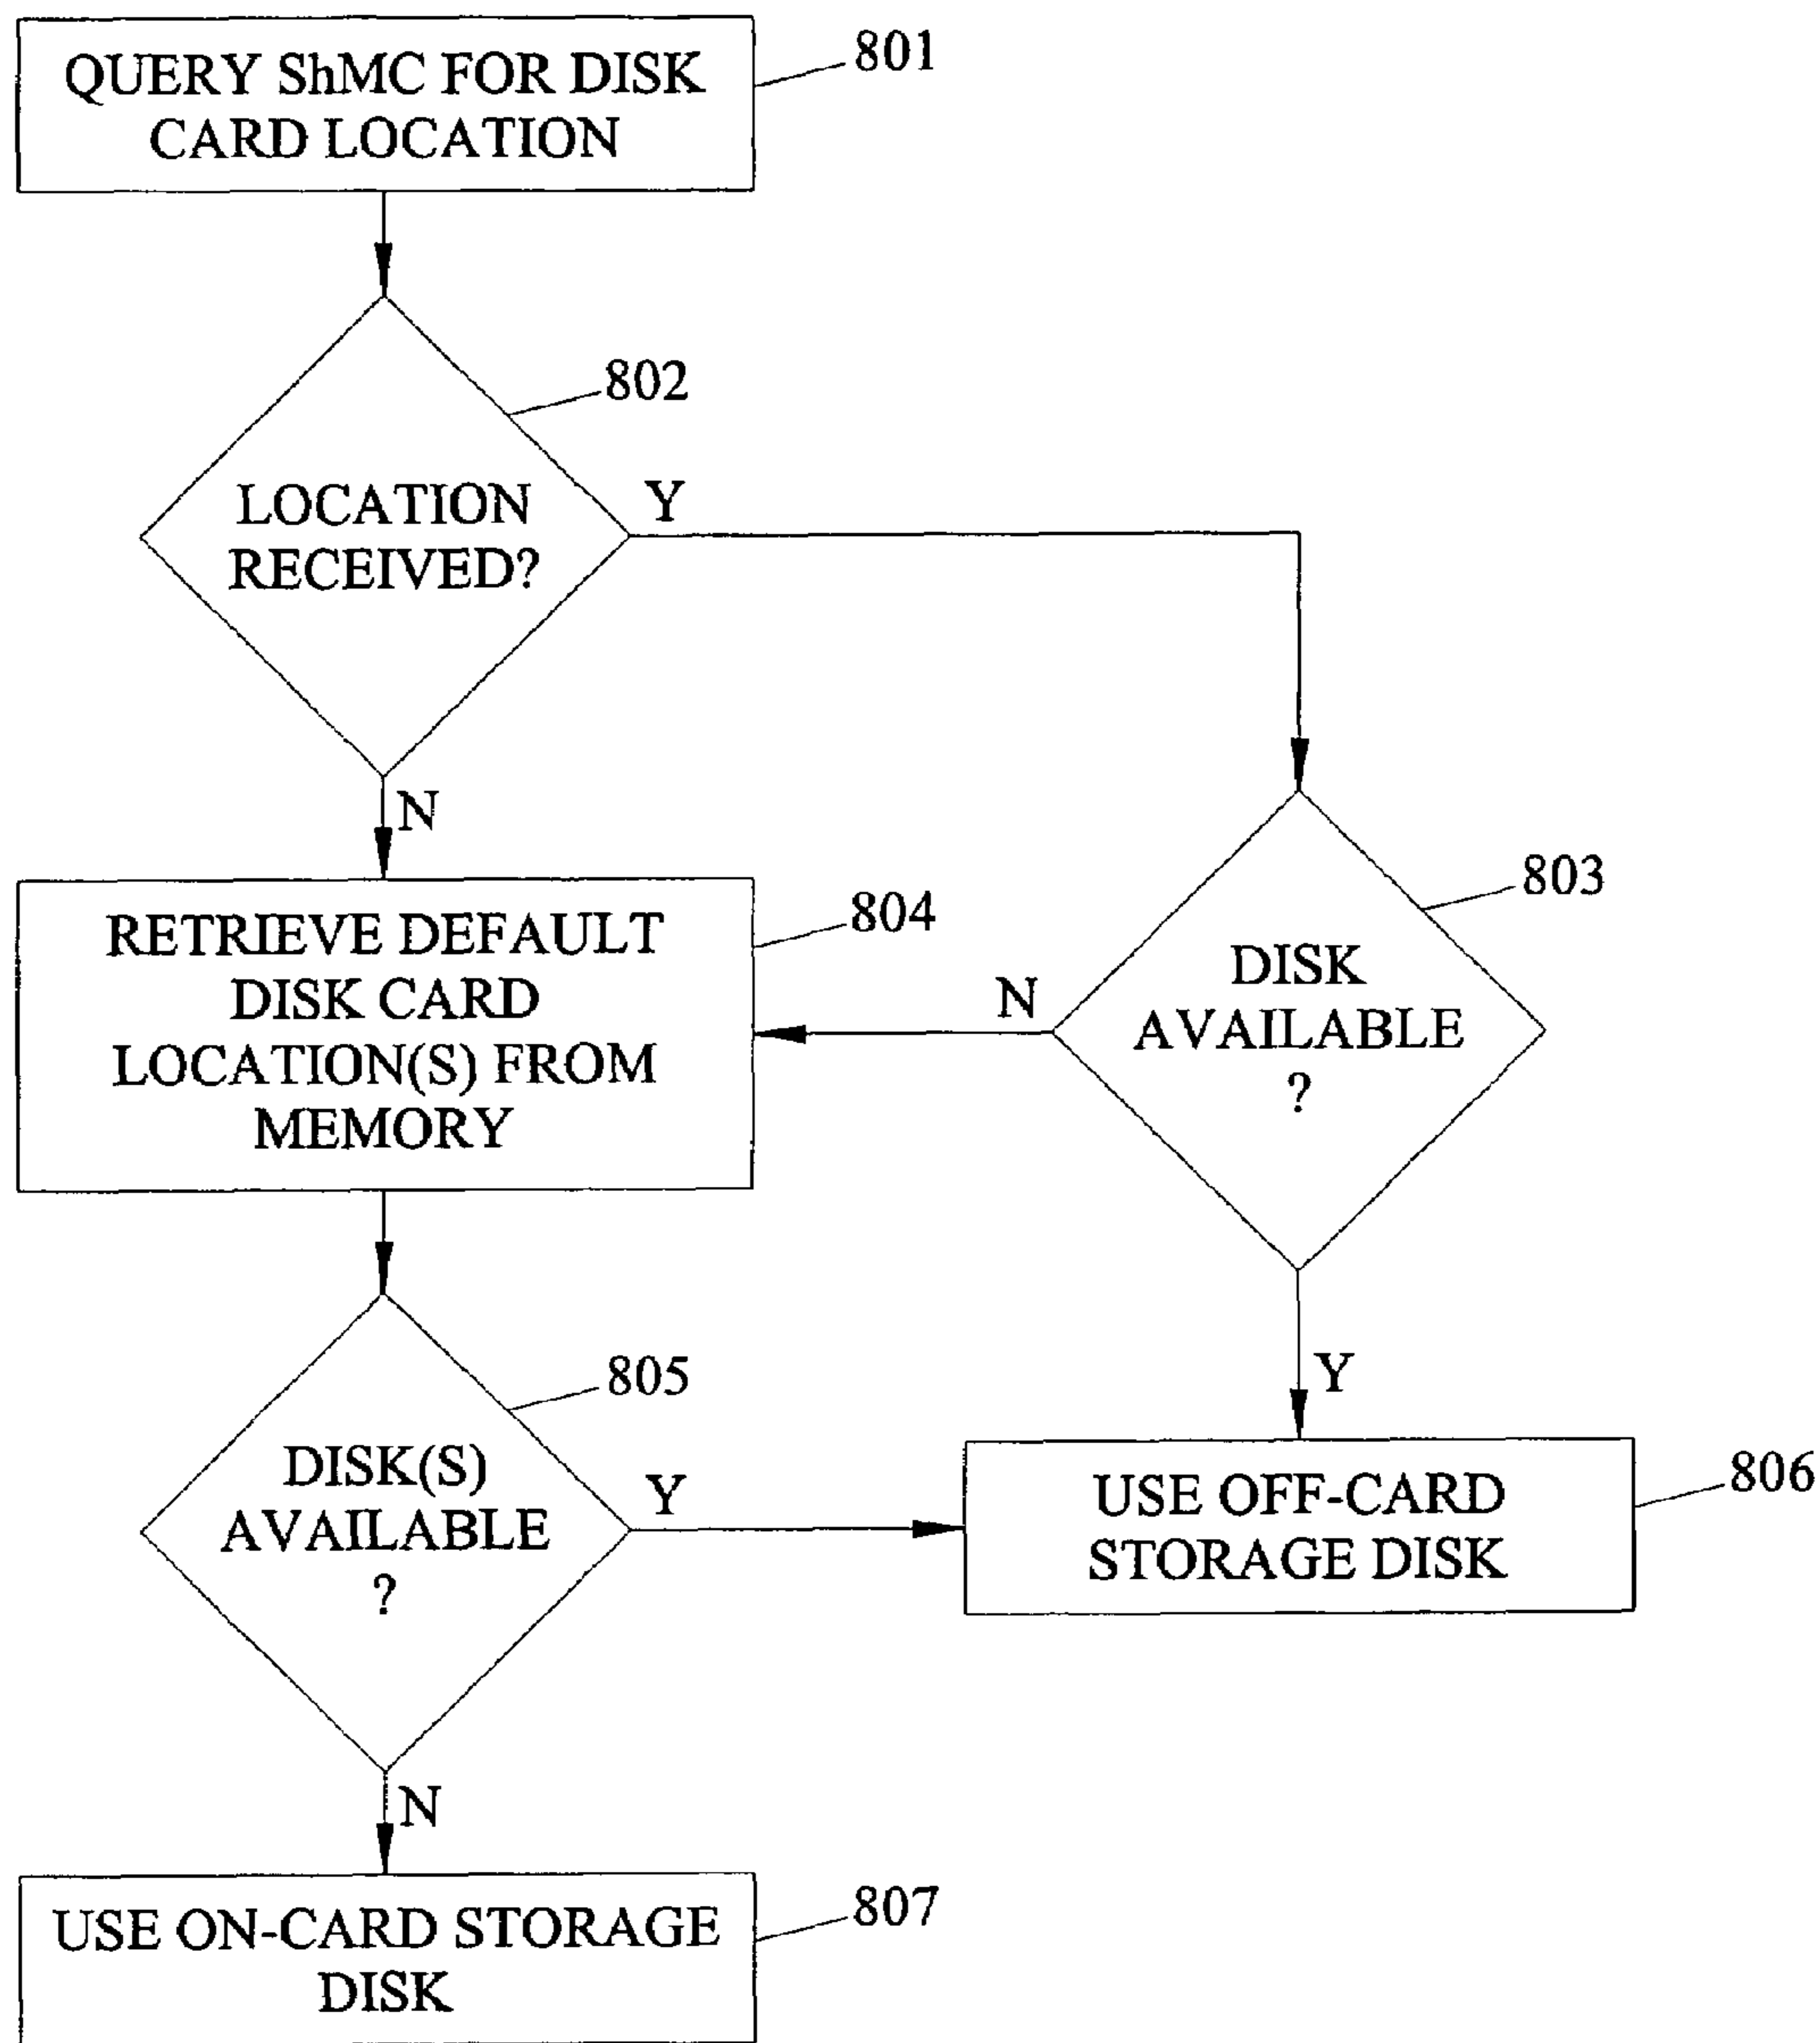 QUERY ShMC FOR DISK
CARD LOCATION
801
802
LOCATION
RECEIVED?
Y
N
803
DISK
AVAILABLE
?
N
Y
RETRIEVE DEFAULT
DISK CARD
LOCATION(S) FROM
MEMORY
804
805
DISK(S)
AVAILABLE
?
Y
N
USE OFF-CARD
STORAGE DISK
806
USE ON-CARD STORAGE
DISK
807